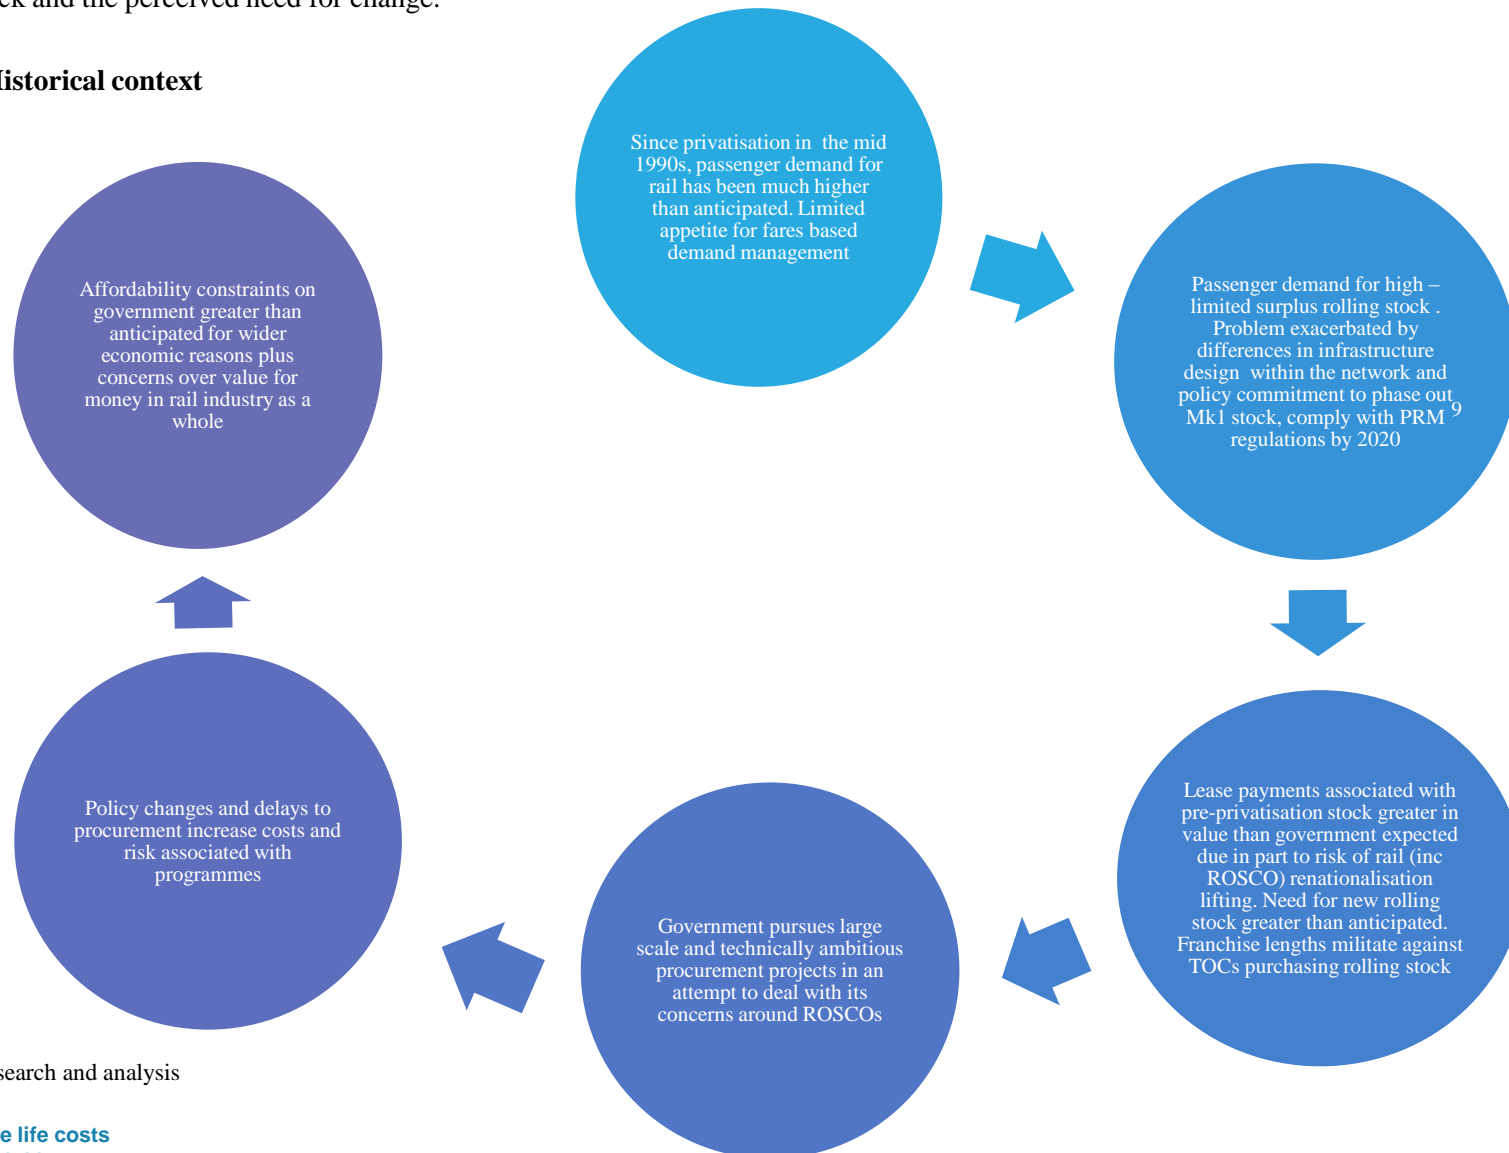 and the perceived need for change.
Historical context
Since privatisation in the mid
1990s, passenger demand for
rail has been much higher
than anticipated. Limited
appetite for fares based
demand management
Passenger demand for high –
limited surplus rolling stock .
Problem exacerbated by
differences in infrastructure
design within the network and
policy commitment to phase out
Mk1 stock, comply with PRM 9
regulations by 2020
Lease payments associated with
pre-privatisation stock greater in
value than government expected
due in part to risk of rail (inc
ROSCO) renationalisation
lifting. Need for new rolling
stock greater than anticipated.
Franchise lengths militate against
TOCs purchasing rolling stock
Government pursues large
scale and technically ambitious
procurement projects in an
attempt to deal with its
concerns around ROSCOs
Policy changes and delays to
procurement increase costs and
risk associated with
programmes
Affordability constraints on
government greater than
anticipated for wider
economic reasons plus
concerns over value for
money in rail industry as a
whole
search and analysis
e life costs